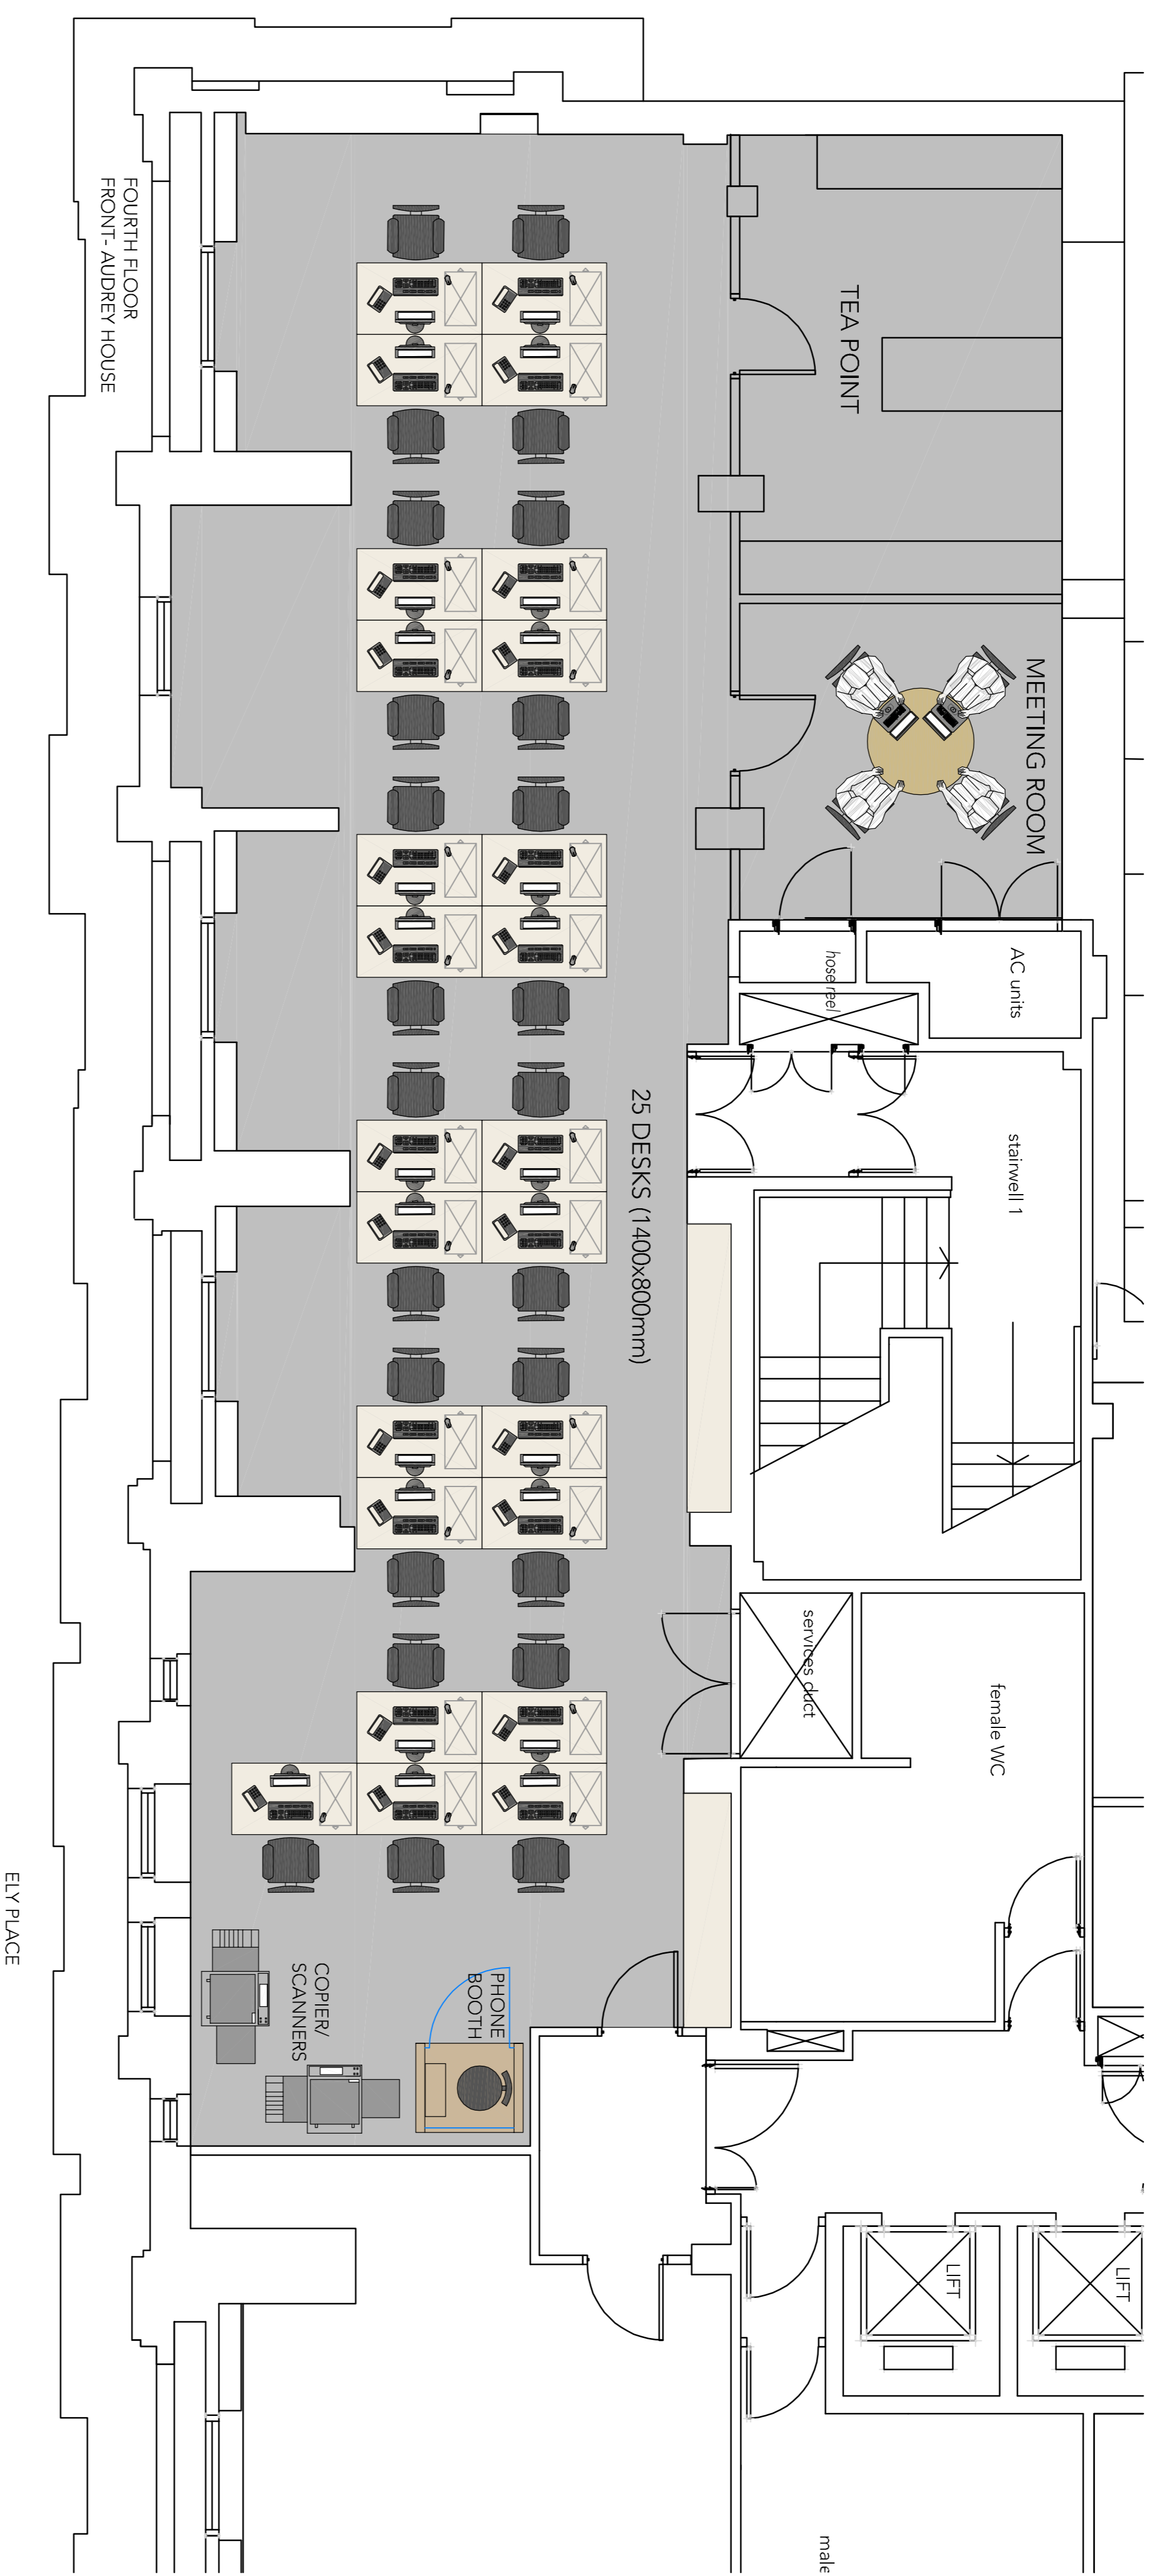 FOURTH FLOOR
FRONT- AUDREY HOUSE
TEA POINT
MEETING ROOM
AC units
hose reel
stairwell 1
25 DESKS (1400x800mm)
services duct
female WC
PHONE
BOOTH
COPIER/
SCANNERS
ELY PLACE
LIFT
LIFT
male